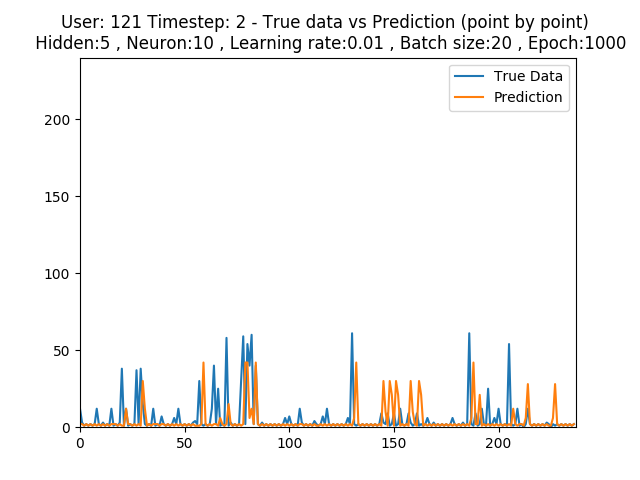 User: 121 Timestep: 2 - True data vs Prediction (point by point)
Hidden:5 , Neuron:10 , Learning rate:0.01 , Batch size:20 , Epoch:1000
True Data
Prediction
200
150
100
50
0
0 50 100 150 200